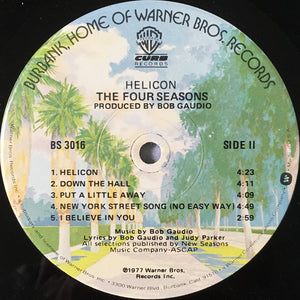 BURBANK, HOME OF WARNER BROS. RECORDS
WB
CURB
RECORDS
HELICON
THE FOUR SEASONS
PRODUCED BY BOB GAUDIO
BS 3016 SIDE II
1 HELICON 4:23
2 DOWN THE HALL 4:11
3 PUT A LITTLE AWAY 4:09
4 NEW YORK STREET SONG (NO EASY WAY) 4:29
5 I BELIEVE IN YOU 2:59
Music by Bob Gaudio
Lyrics by Bob Gaudio and Judy Parker
All selections published by New Seasons
Music Company-ASCAP
©1977 Warner Bros.
Records Inc.